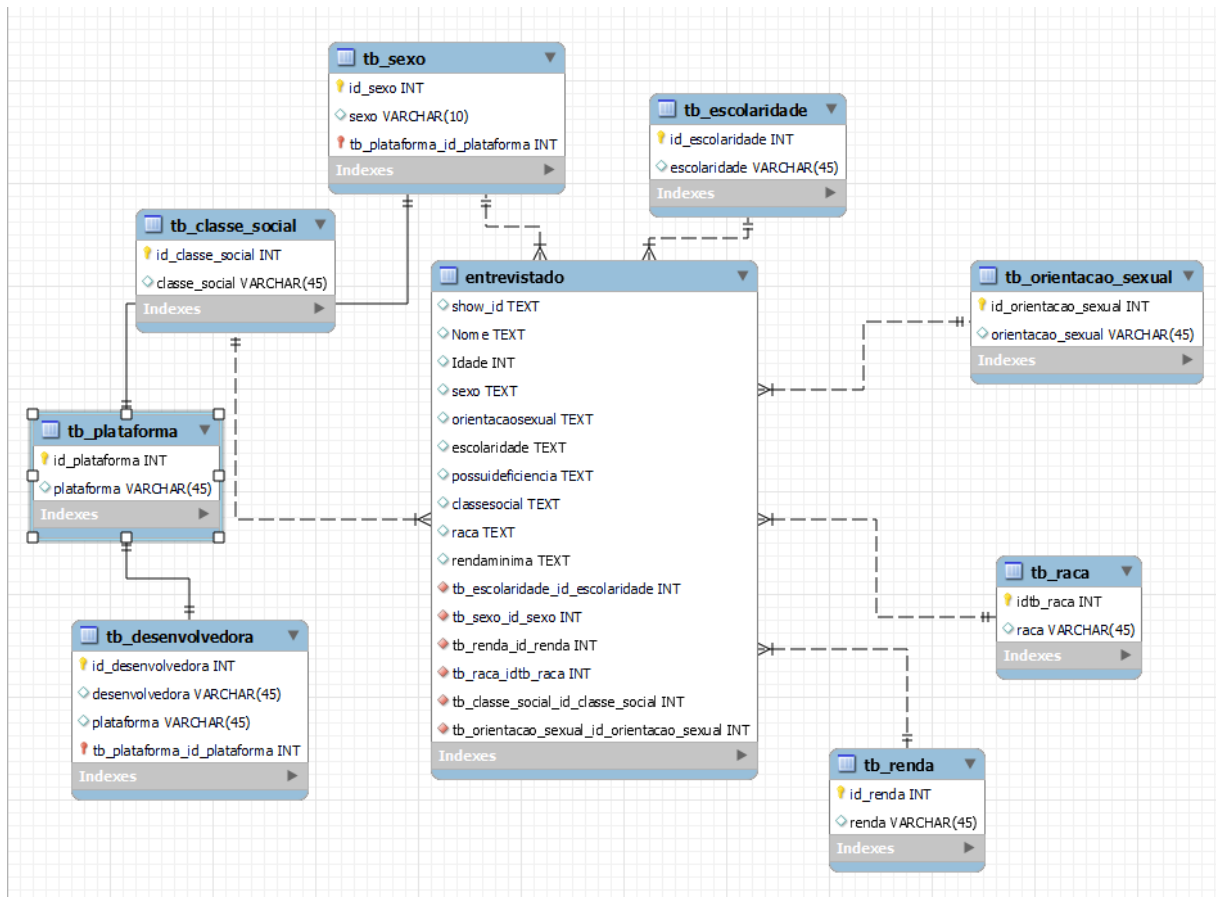 tb_sexo
id_sexo INT
sexo VARCHAR(10)
tb_plataforma_id_plataforma INT
Indexes
tb_escolaridade
id_escolaridade INT
escolaridade VARCHAR(45)
Indexes
tb_classe_social
id_classe_social INT
classe_social VARCHAR(45)
Indexes
entrevistado
show_id TEXT
Nome TEXT
Idade INT
sexo TEXT
orientacaosexual TEXT
escolaridade TEXT
possuideficiencia TEXT
classesocial TEXT
raca TEXT
rendaminima TEXT
tb_escolaridade_id_escolaridade INT
tb_sexo_id_sexo INT
tb_renda_id_renda INT
tb_raca_idtb_raca INT
tb_classe_social_id_classe_social INT
tb_orientacao_sexual_id_orientacao_sexual INT
Indexes
tb_orientacao_sexual
id_orientacao_sexual INT
orientacao_sexual VARCHAR(45)
Indexes
tb_plataforma
id_plataforma INT
plataforma VARCHAR(45)
Indexes
tb_raca
idtb_raca INT
raca VARCHAR(45)
Indexes
tb_desenvolvedora
id_desenvolvedora INT
desenvolvedora VARCHAR(45)
plataforma VARCHAR(45)
tb_plataforma_id_plataforma INT
Indexes
tb_renda
id_renda INT
renda VARCHAR(45)
Indexes